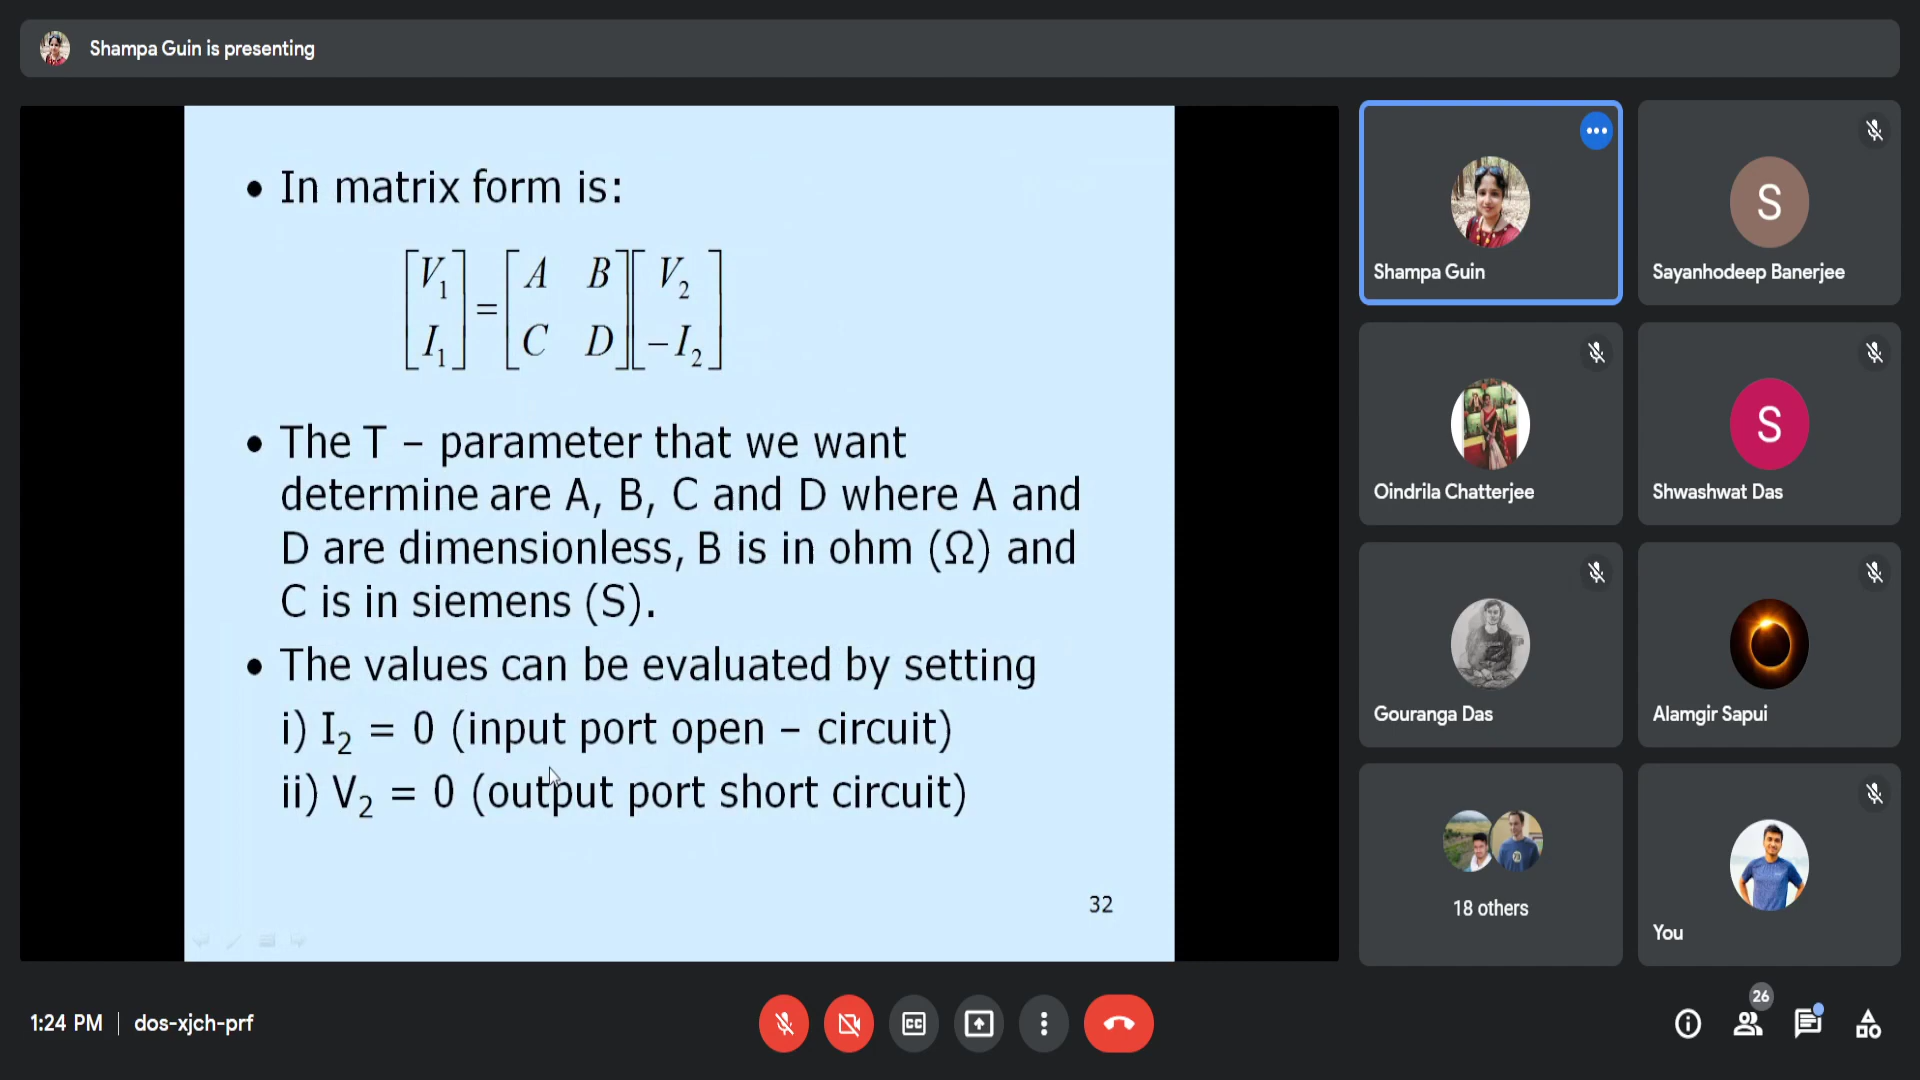 Shampa Guin is presenting
• In matrix form is:
[V₁ I₁] = [A B C D] [V₂ −I₂]
• The T – parameter that we want
determine are A, B, C and D where A and
D are dimensionless, B is in ohm (Ω) and
C is in siemens (S).
• The values can be evaluated by setting
i) I₂ = 0 (input port open – circuit)
ii) V₂ = 0 (output port short circuit)
32
Shampa Guin
S
Sayanhodeep Banerjee
Oindrila Chatterjee
S
Shwashwat Das
Gouranga Das
Alamgir Sapui
18 others
You
1:24 PM | dos-xjch-prf
CC
26